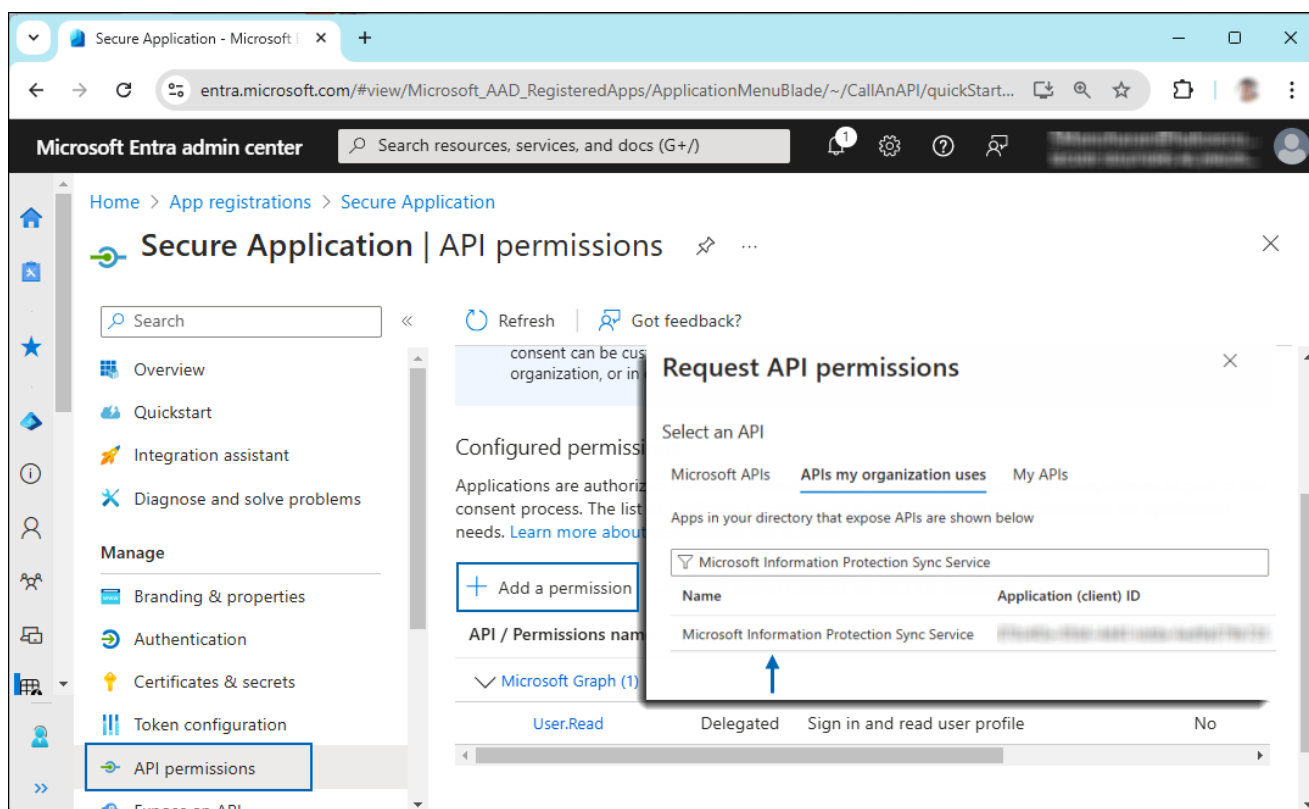 Secure Application - Microsoft E
entra.microsoft.com/#view/Microsoft_AAD_RegisteredApps/ApplicationMenuBlade/~/CallAnAPI/quickStart...
Microsoft Entra admin center
Search resources, services, and docs (G+/)
1
Home > App registrations > Secure Application
Secure Application | API permissions
Search
Refresh
Got feedback?
Overview
Quickstart
Integration assistant
Diagnose and solve problems
Manage
Branding & properties
Authentication
Certificates & secrets
Token configuration
API permissions
Expose an API
consent can be cus
organization, or in
Configured permissi
Applications are authoriz
consent process. The list
needs. Learn more about
Add a permission
API / Permissions nam
Microsoft Graph (1)
User.Read Delegated Sign in and read user profile No
Request API permissions
Select an API
Microsoft APIs APIs my organization uses My APIs
Apps in your directory that expose APIs are shown below
Microsoft Information Protection Sync Service
Name Application (client) ID
Microsoft Information Protection Sync Service